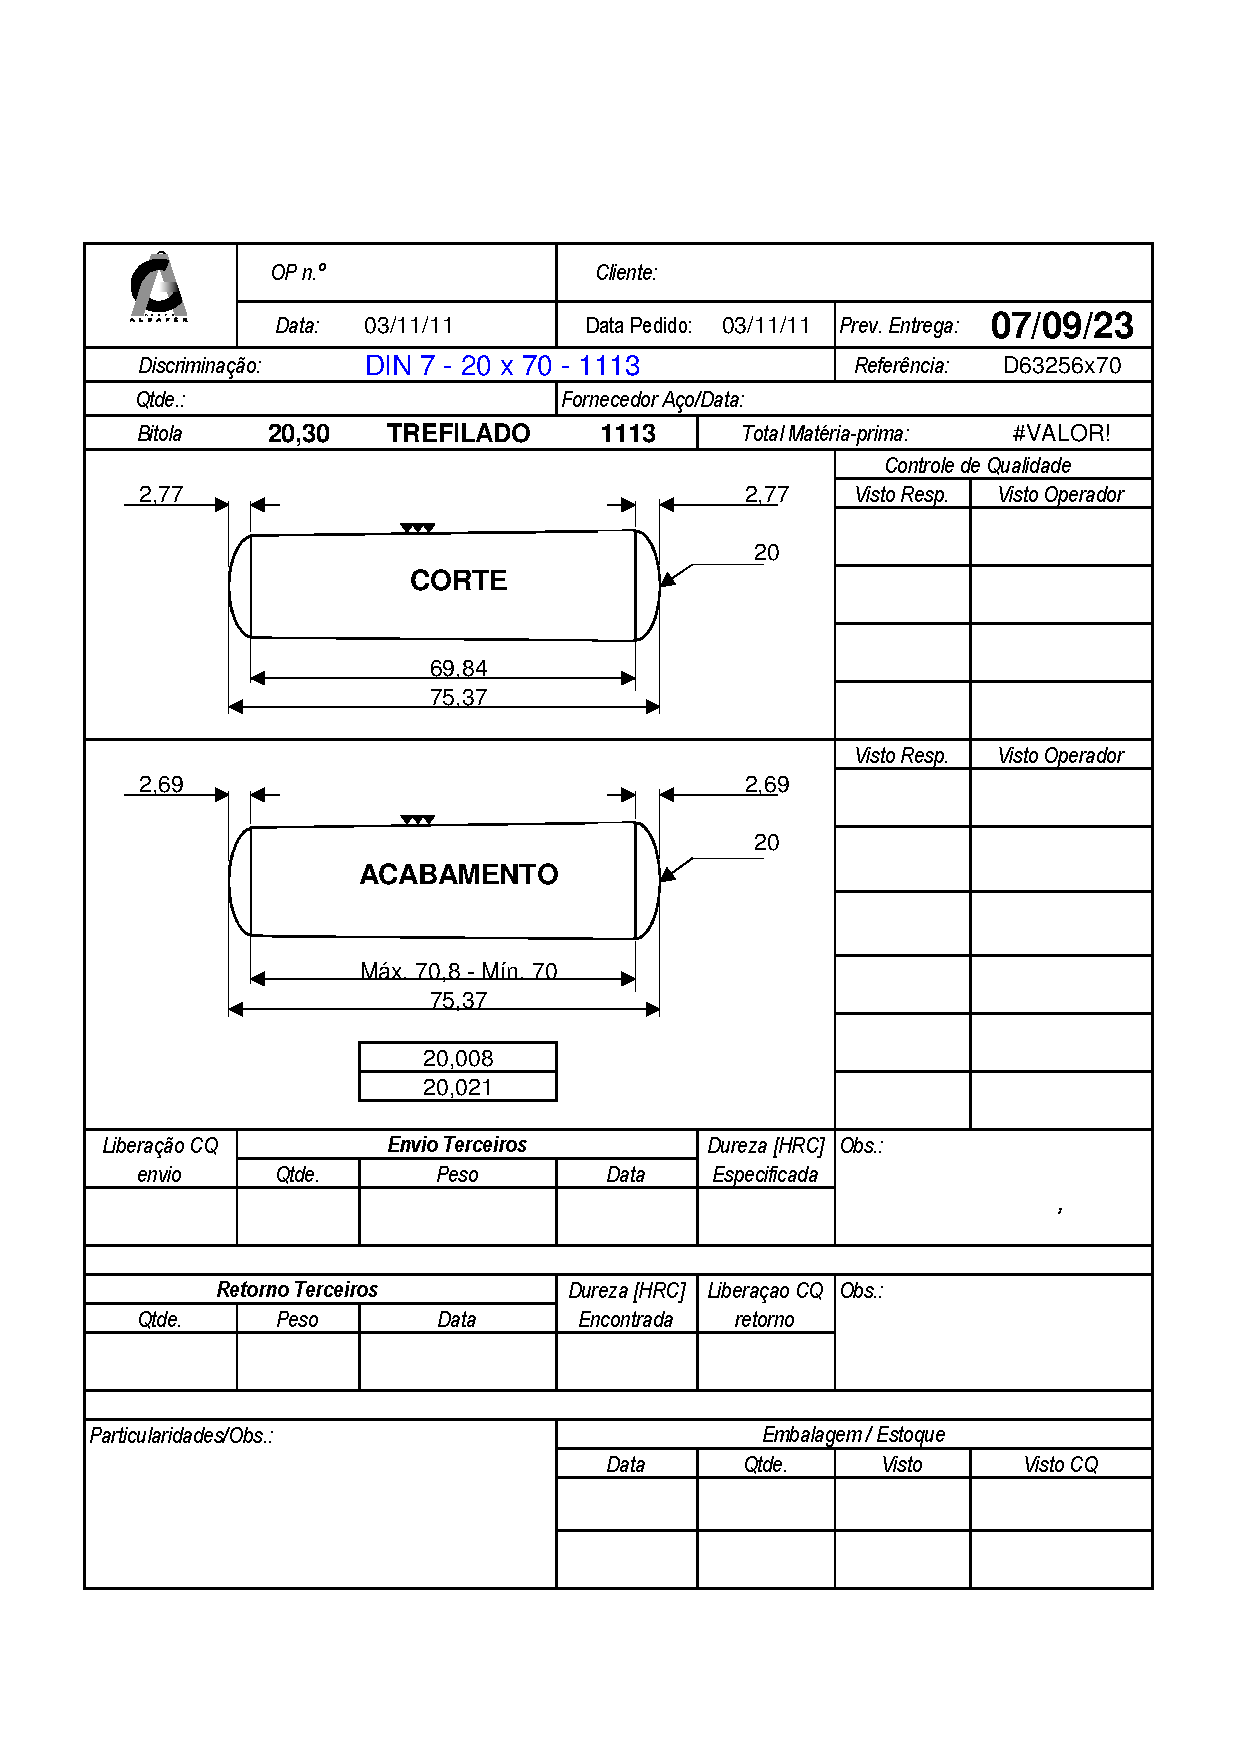 ALBAFER
OP n.º Cliente:
Data: 03/11/11 Data Pedido: 03/11/11 Prev. Entrega: 07/09/23
Discriminação: DIN 7 - 20 x 70 - 1113 Referência: D63256x70
Qtde.: Fornecedor Aço/Data:
Bitola 20,30 TREFILADO 1113 Total Matéria-prima: #VALOR!
Controle de Qualidade
2,77 2,77 Visto Resp. Visto Operador
20
CORTE
69,84
75,37
Visto Resp. Visto Operador
2,69 2,69
20
ACABAMENTO
Máx. 70,8 - Mín. 70
75,37
20,008
20,021
Liberação CQ Envio Terceiros Dureza [HRC] Obs.:
envio Qtde. Peso Data Especificada
,
Retorno Terceiros Dureza [HRC] Liberaçao CQ Obs.:
Qtde. Peso Data Encontrada retorno
Particularidades/Obs.: Embalagem / Estoque
Data Qtde. Visto Visto CQ